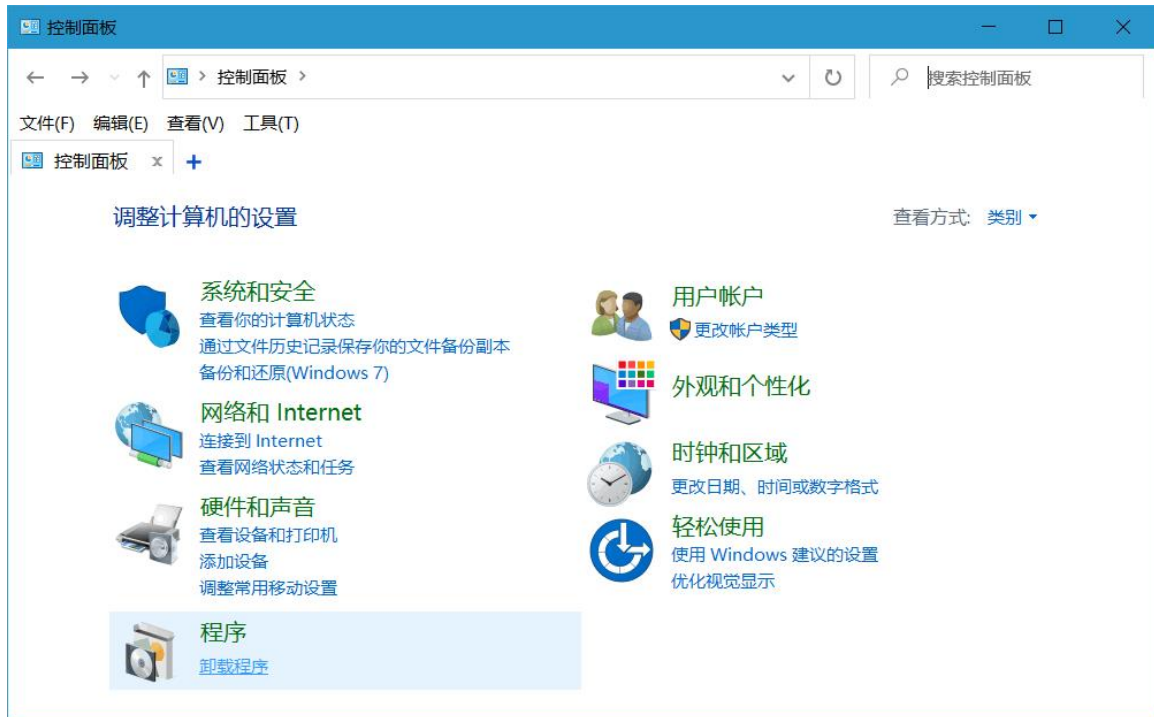 控制面板
控制面板
搜索控制面板
文件(F) 编辑(E) 查看(V) 工具(T)
控制面板 x +
调整计算机的设置
查看方式: 类别
系统和安全
查看你的计算机状态
通过文件历史记录保存你的文件备份副本
备份和还原(Windows 7)
网络和 Internet
连接到 Internet
查看网络状态和任务
硬件和声音
查看设备和打印机
添加设备
调整常用移动设置
程序
卸载程序
用户帐户
更改帐户类型
外观和个性化
时钟和区域
更改日期、时间或数字格式
轻松使用
使用 Windows 建议的设置
优化视觉显示